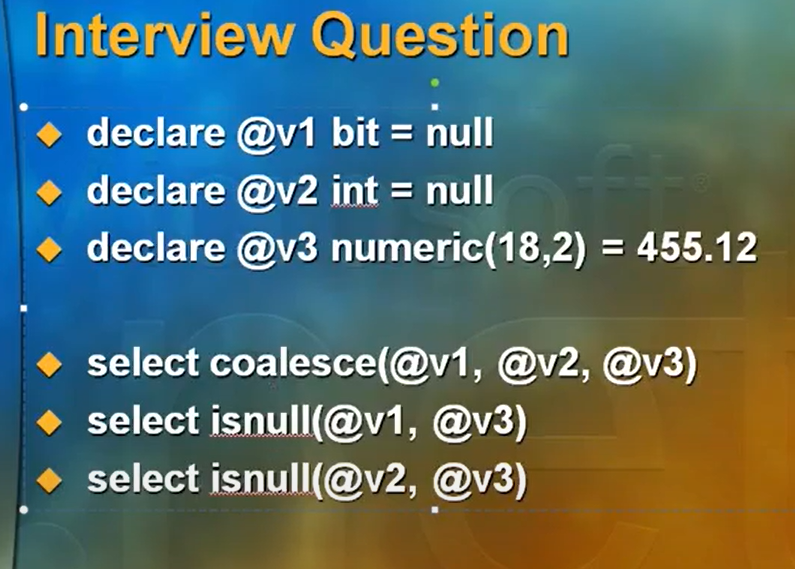 Interview Question
declare @v1 bit = null
declare @v2 int = null
declare @v3 numeric(18,2) = 455.12
select coalesce(@v1, @v2, @v3)
select isnull(@v1, @v3)
select isnull(@v2, @v3)